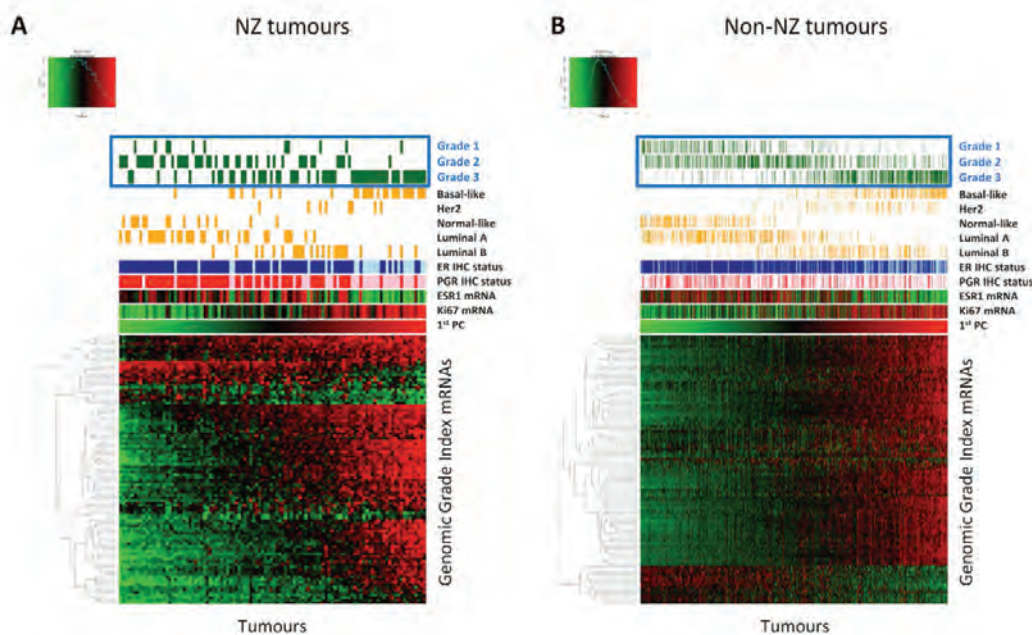 A
NZ tumours
Grade 1
Grade 2
Grade 3
Basal-like
Her2
Normal-like
Luminal A
Luminal B
ER IHC status
PGR IHC status
ESR1 mRNA
Ki67 mRNA
1st PC
Genomic Grade Index mRNAs
Tumours
B
Non-NZ tumours
Grade 1
Grade 2
Grade 3
Basal-like
Her2
Normal-like
Luminal A
Luminal B
ER IHC status
PGR IHC status
ESR1 mRNA
Ki67 mRNA
1st PC
Genomic Grade Index mRNAs
Tumours